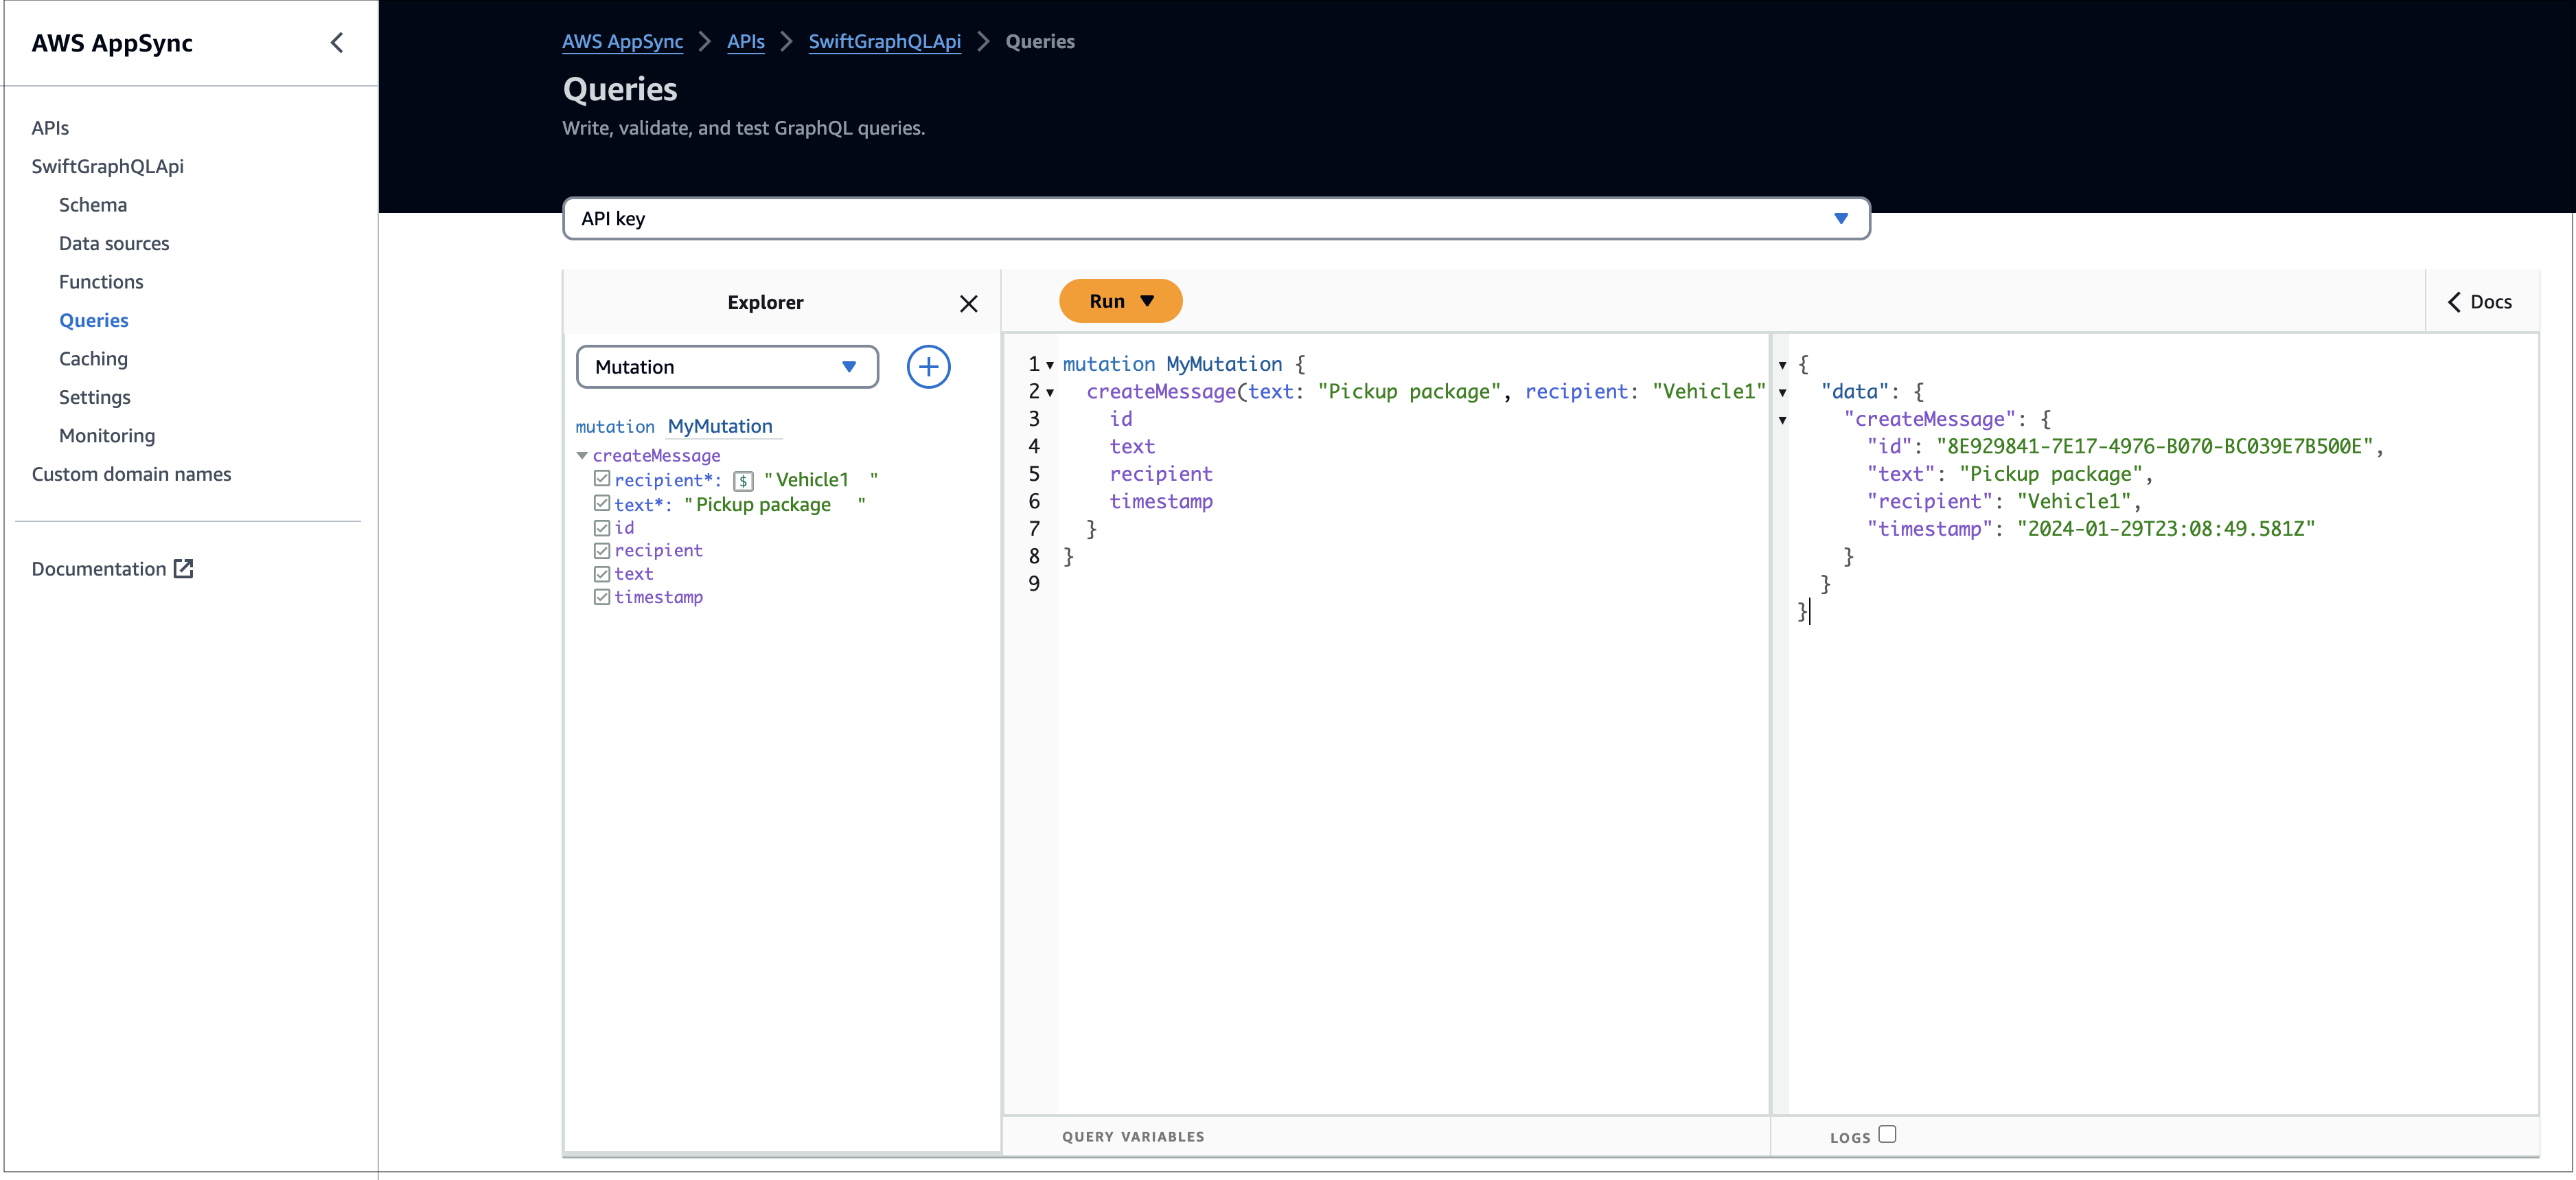 AWS AppSync
APIs
SwiftGraphQLApi
Schema
Data sources
Functions
Queries
Caching
Settings
Monitoring
Custom domain names
Documentation
AWS AppSync > APIs > SwiftGraphQLApi > Queries
Queries
Write, validate, and test GraphQL queries.
API key
Explorer
Mutation
mutation MyMutation
createMessage
recipient*: $ "Vehicle1 "
text*: "Pickup package "
id
recipient
text
timestamp
Run
1 mutation MyMutation {
2 createMessage(text: "Pickup package", recipient: "Vehicle1"
3 id
4 text
5 recipient
6 timestamp
7 }
8 }
9
QUERY VARIABLES
Docs
{
"data": {
"createMessage": {
"id": "8E929841-7E17-4976-B070-BC039E7B500E",
"text": "Pickup package",
"recipient": "Vehicle1",
"timestamp": "2024-01-29T23:08:49.581Z"
}
}
}
LOGS